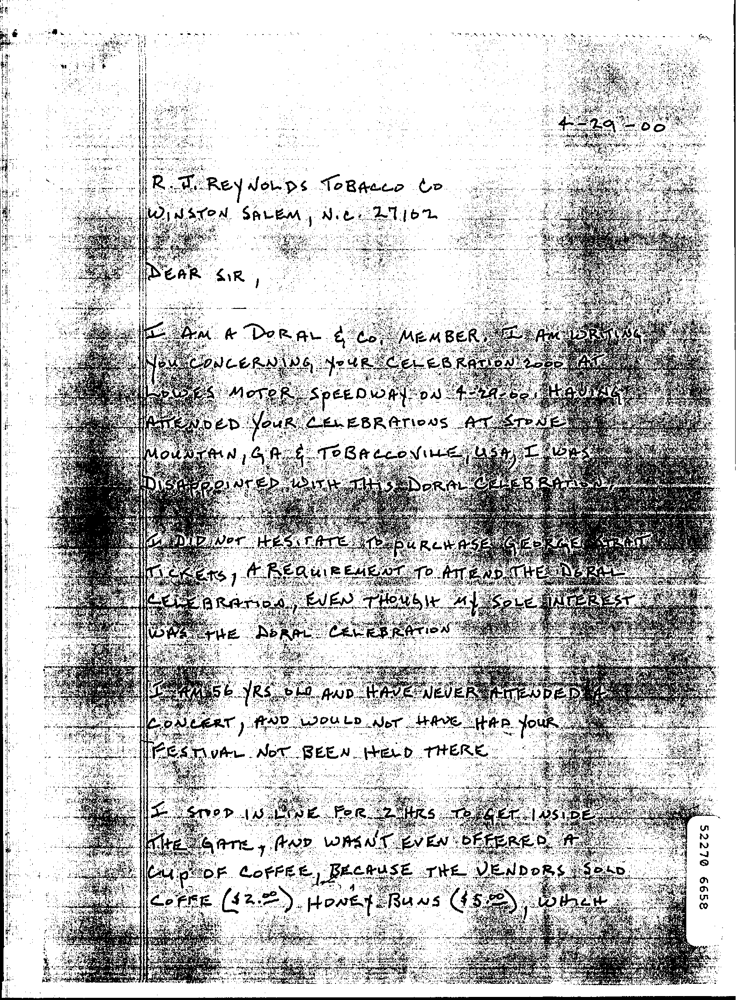 4-29-00
R.J. REYNOLDS TOBACCO CO
WINSTON SALEM, N.C. 27102
DEAR SIR,
I AM A DORAL & CO. MEMBER. I AM WRITING
YOU CONCERNING YOUR CELEBRATION 2000 AT
LOWES MOTOR SPEEDWAY ON 4-29-00. HAVING
ATTENDED YOUR CELEBRATIONS AT STONE
MOUNTAIN, GA & TOBACCOVILLE, USA, I WAS
DISAPPOINTED WITH THIS DORAL CELEBRATION,
I DID NOT HESITATE TO PURCHASE GEORGE STRAIT
TICKETS, A REQUIREMENT TO ATTEND THE DORAL
CELEBRATION, EVEN THOUGH MY SOLE INTEREST
WAS THE DORAL CELEBRATION
I AM 56 YRS OLD AND HAVE NEVER ATTENDED A
CONCERT, AND WOULD NOT HAVE HAD YOUR
FESTIVAL NOT BEEN HELD THERE
I STOOD IN LINE FOR 2 HRS TO GET INSIDE
THE GATE, AND WASN'T EVEN OFFERED A
CUP OF COFFEE, BECAUSE THE VENDORS SOLD
COFFE ($2.00) HONEY BUNS ($5.00), WHICH
52270 6658